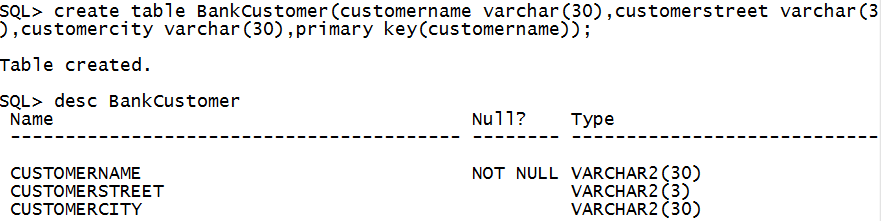 SQL> create table BankCustomer(customername varchar(30),customerstreet varchar(3
),customercity varchar(30),primary key(customername));
Table created.
SQL> desc BankCustomer
Name Null? Type
----------------------------------------- -------- ----------------------------
CUSTOMERNAME NOT NULL VARCHAR2(30)
CUSTOMERSTREET VARCHAR2(3)
CUSTOMERCITY VARCHAR2(30)